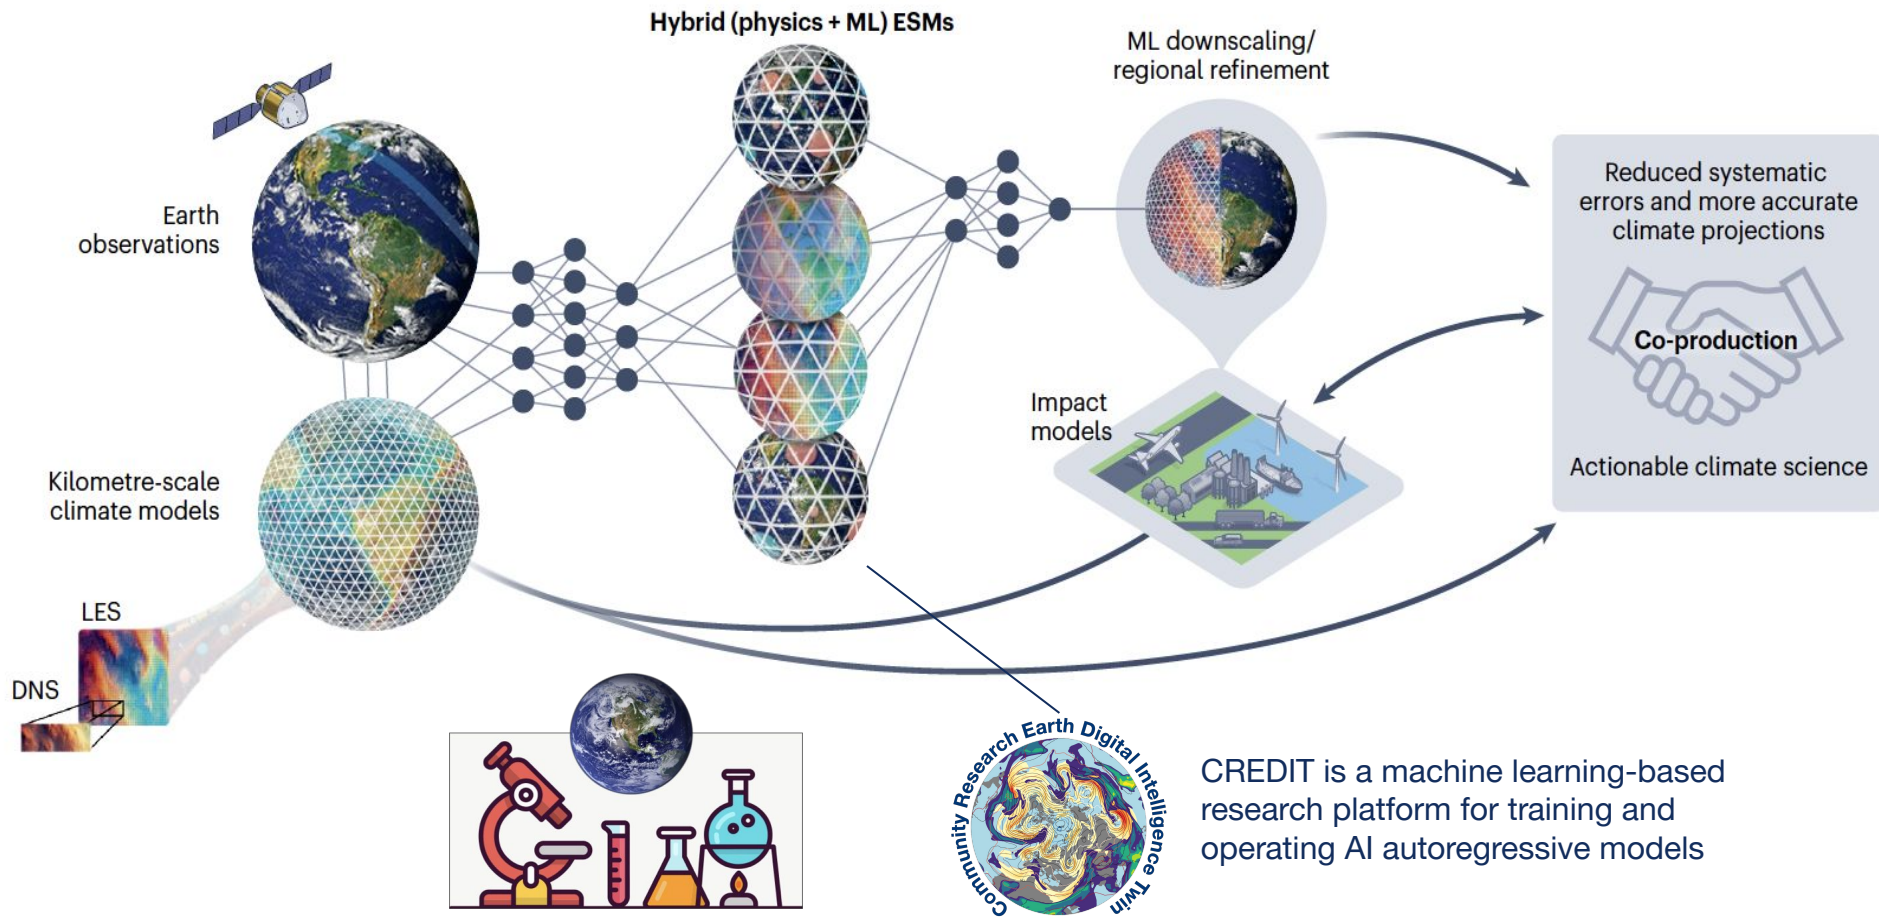 Hybrid (physics + ML) ESMs
ML downscaling/
regional refinement
Earth
observations
Reduced systematic
errors and more accurate
climate projections
Co-production
Actionable climate science
Impact
models
Kilometre-scale
climate models
LES
DNS
Community Research Earth Digital Intelligence Twin
CREDIT is a machine learning-based
research platform for training and
operating AI autoregressive models